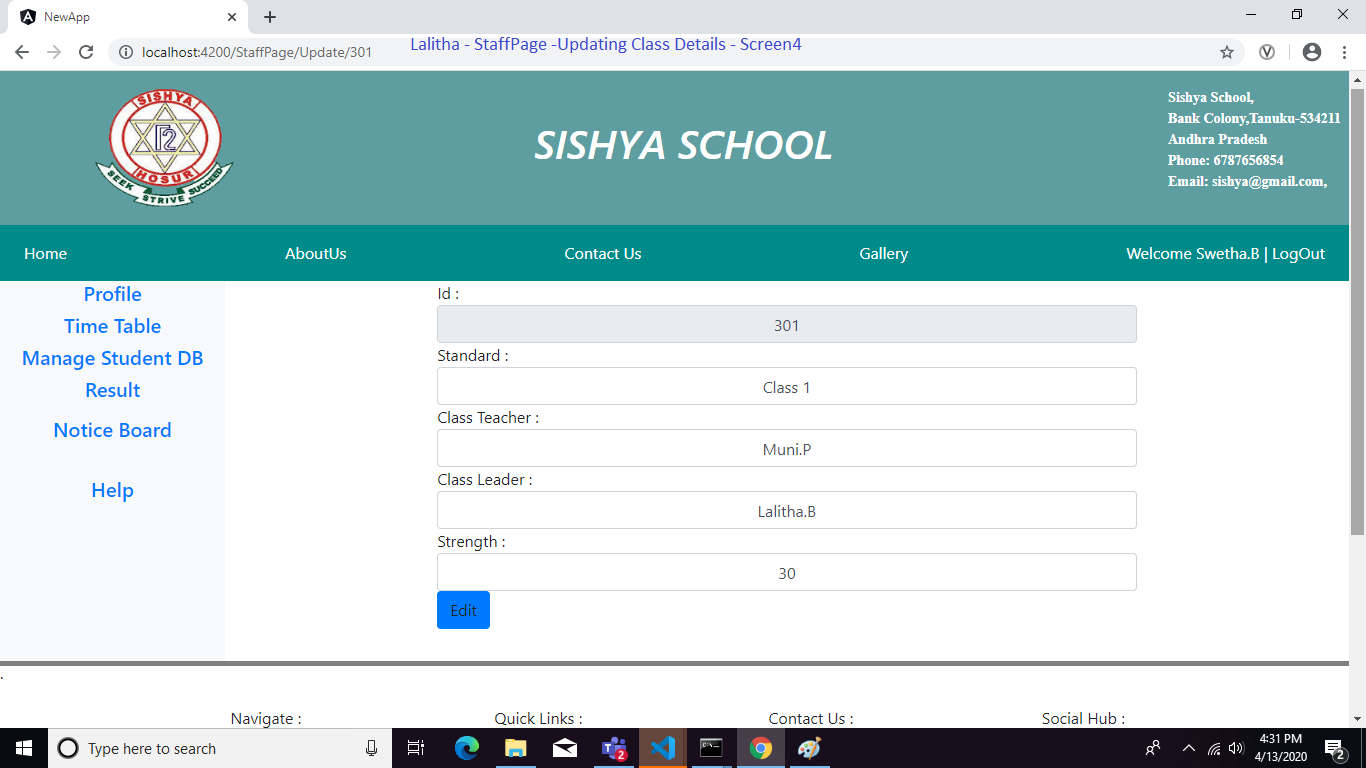 NewApp
localhost:4200/StaffPage/Update/301
Lalitha - StaffPage -Updating Class Details - Screen4
SISHYA
HOSUR
SEEK STRIVE SUCCEED
SISHYA SCHOOL
Sishya School,
Bank Colony,Tanuku-534211
Andhra Pradesh
Phone: 6787656854
Email: sishya@gmail.com,
Home
AboutUs
Contact Us
Gallery
Welcome Swetha.B | LogOut
Profile
Time Table
Manage Student DB
Result
Notice Board
Help
Id :
301
Standard :
Class 1
Class Teacher :
Muni.P
Class Leader :
Lalitha.B
Strength :
30
Edit
.
Navigate :
Quick Links :
Contact Us :
Social Hub :
Type here to search
2
4:31 PM
4/13/2020
2